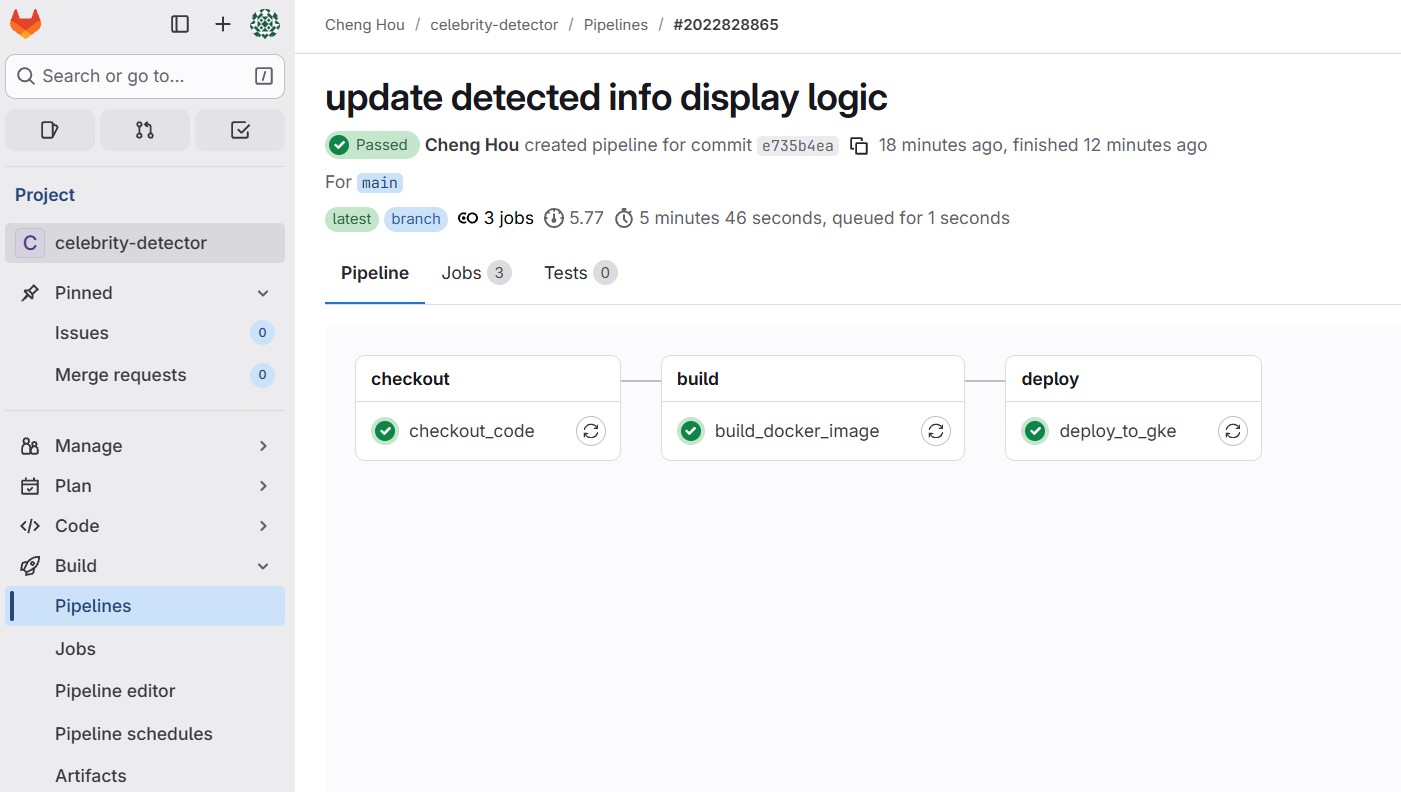 Cheng Hou / celebrity-detector / Pipelines / #2022828865
Search or go to... /
Project
C celebrity-detector
Pinned
Issues 0
Merge requests 0
Manage
Plan
Code
Build
Pipelines
Jobs
Pipeline editor
Pipeline schedules
Artifacts
update detected info display logic
Passed Cheng Hou created pipeline for commit e735b4ea 18 minutes ago, finished 12 minutes ago
For main
latest branch 3 jobs 5.77 5 minutes 46 seconds, queued for 1 seconds
Pipeline Jobs 3 Tests 0
checkout
checkout_code
build
build_docker_image
deploy
deploy_to_gke